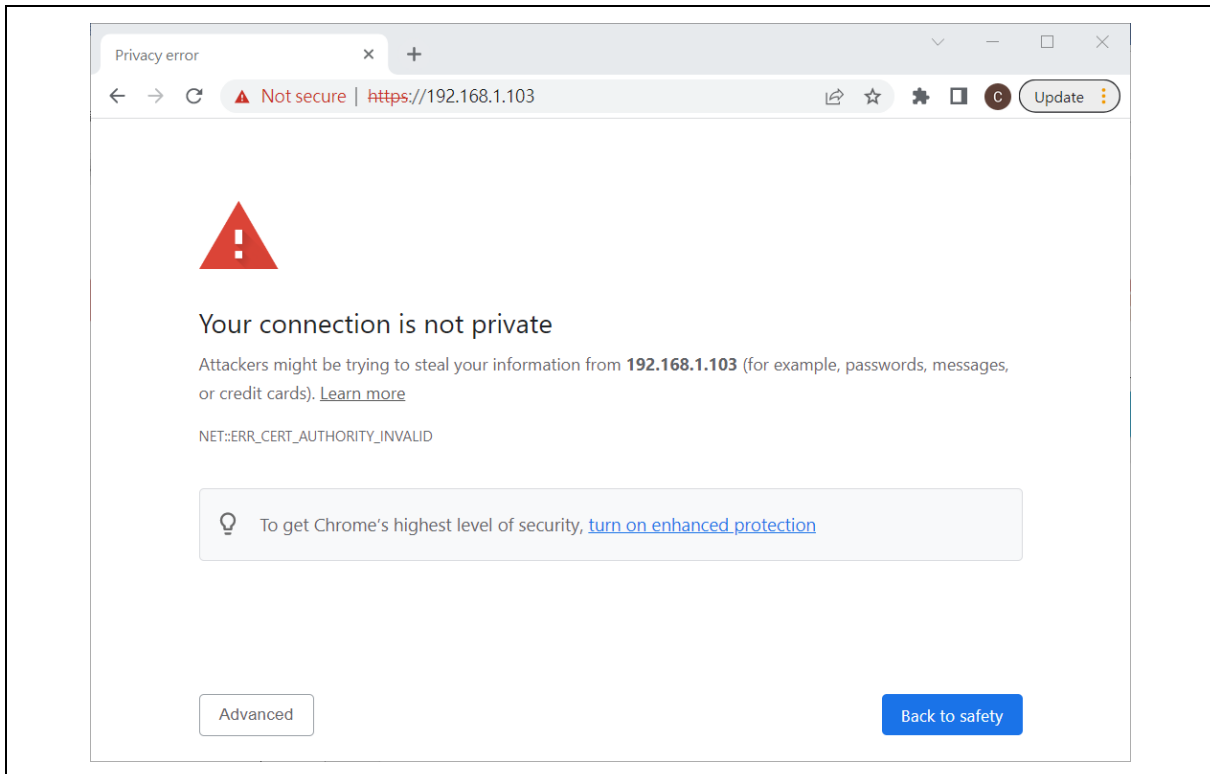 Privacy error
Not secure | https://192.168.1.103
C
Update
Your connection is not private
Attackers might be trying to steal your information from 192.168.1.103 (for example, passwords, messages,
or credit cards). Learn more
NET::ERR_CERT_AUTHORITY_INVALID
To get Chrome's highest level of security, turn on enhanced protection
Advanced
Back to safety